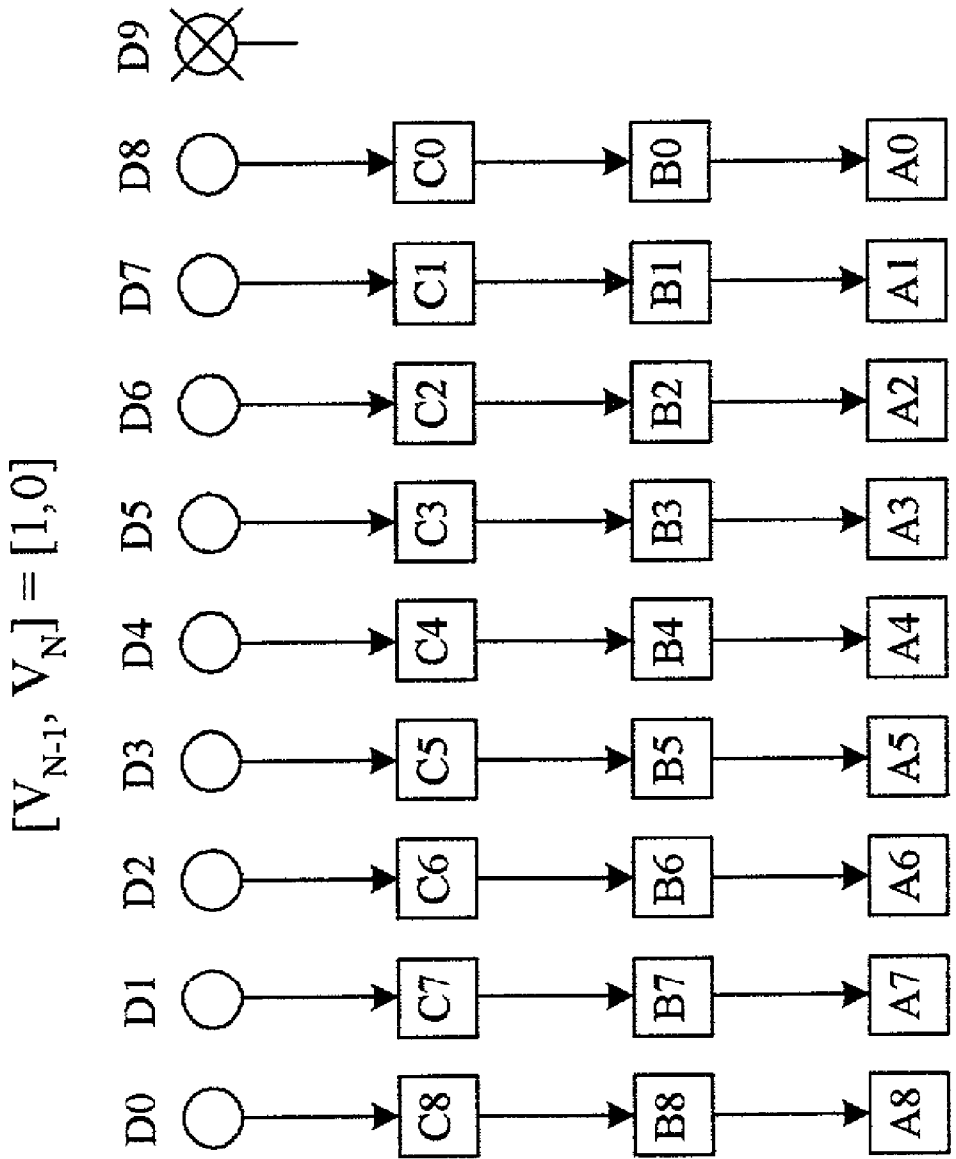 [V_N-1, V_N] = [1,0]
D0 D1 D2 D3 D4 D5 D6 D7 D8 D9
C8 C7 C6 C5 C4 C3 C2 C1 C0
B8 B7 B6 B5 B4 B3 B2 B1 B0
A8 A7 A6 A5 A4 A3 A2 A1 A0